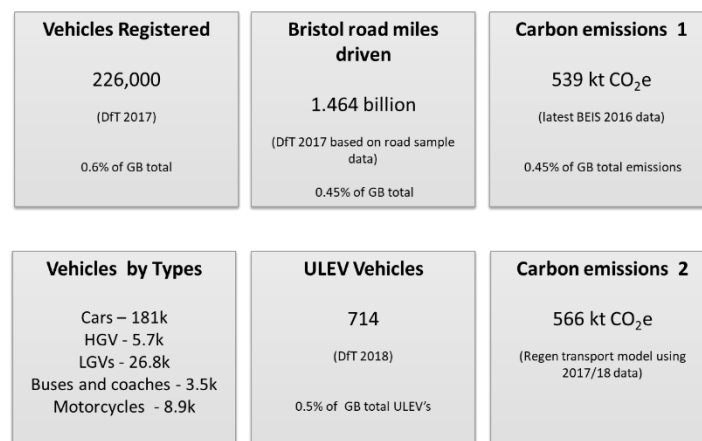 Vehicles Registered
226,000
(DfT 2017)
0.6% of GB total
Bristol road miles
driven
1.464 billion
(DfT 2017 based on road sample
data)
0.45% of GB total
Carbon emissions 1
539 kt CO₂e
(latest BEIS 2016 data)
0.45% of GB total emissions
Vehicles by Types
Cars – 181k
HGV - 5.7k
LGVs - 26.8k
Buses and coaches - 3.5k
Motorcycles - 8.9k
ULEV Vehicles
714
(DfT 2018)
0.5% of GB total ULEV's
Carbon emissions 2
566 kt CO₂e
(Regen transport model using
2017/18 data)